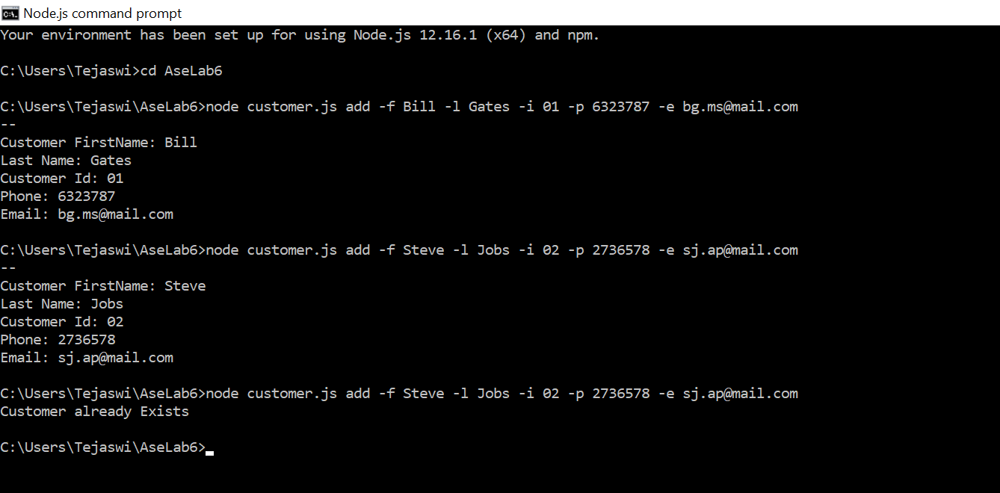 Node.js command prompt
Your environment has been set up for using Node.js 12.16.1 (x64) and npm.
C:\Users\Tejaswi>cd AseLab6
C:\Users\Tejaswi\AseLab6>node customer.js add -f Bill -l Gates -i 01 -p 6323787 -e bg.ms@mail.com
--
Customer FirstName: Bill
Last Name: Gates
Customer Id: 01
Phone: 6323787
Email: bg.ms@mail.com
C:\Users\Tejaswi\AseLab6>node customer.js add -f Steve -l Jobs -i 02 -p 2736578 -e sj.ap@mail.com
--
Customer FirstName: Steve
Last Name: Jobs
Customer Id: 02
Phone: 2736578
Email: sj.ap@mail.com
C:\Users\Tejaswi\AseLab6>node customer.js add -f Steve -l Jobs -i 02 -p 2736578 -e sj.ap@mail.com
Customer already Exists
C:\Users\Tejaswi\AseLab6>